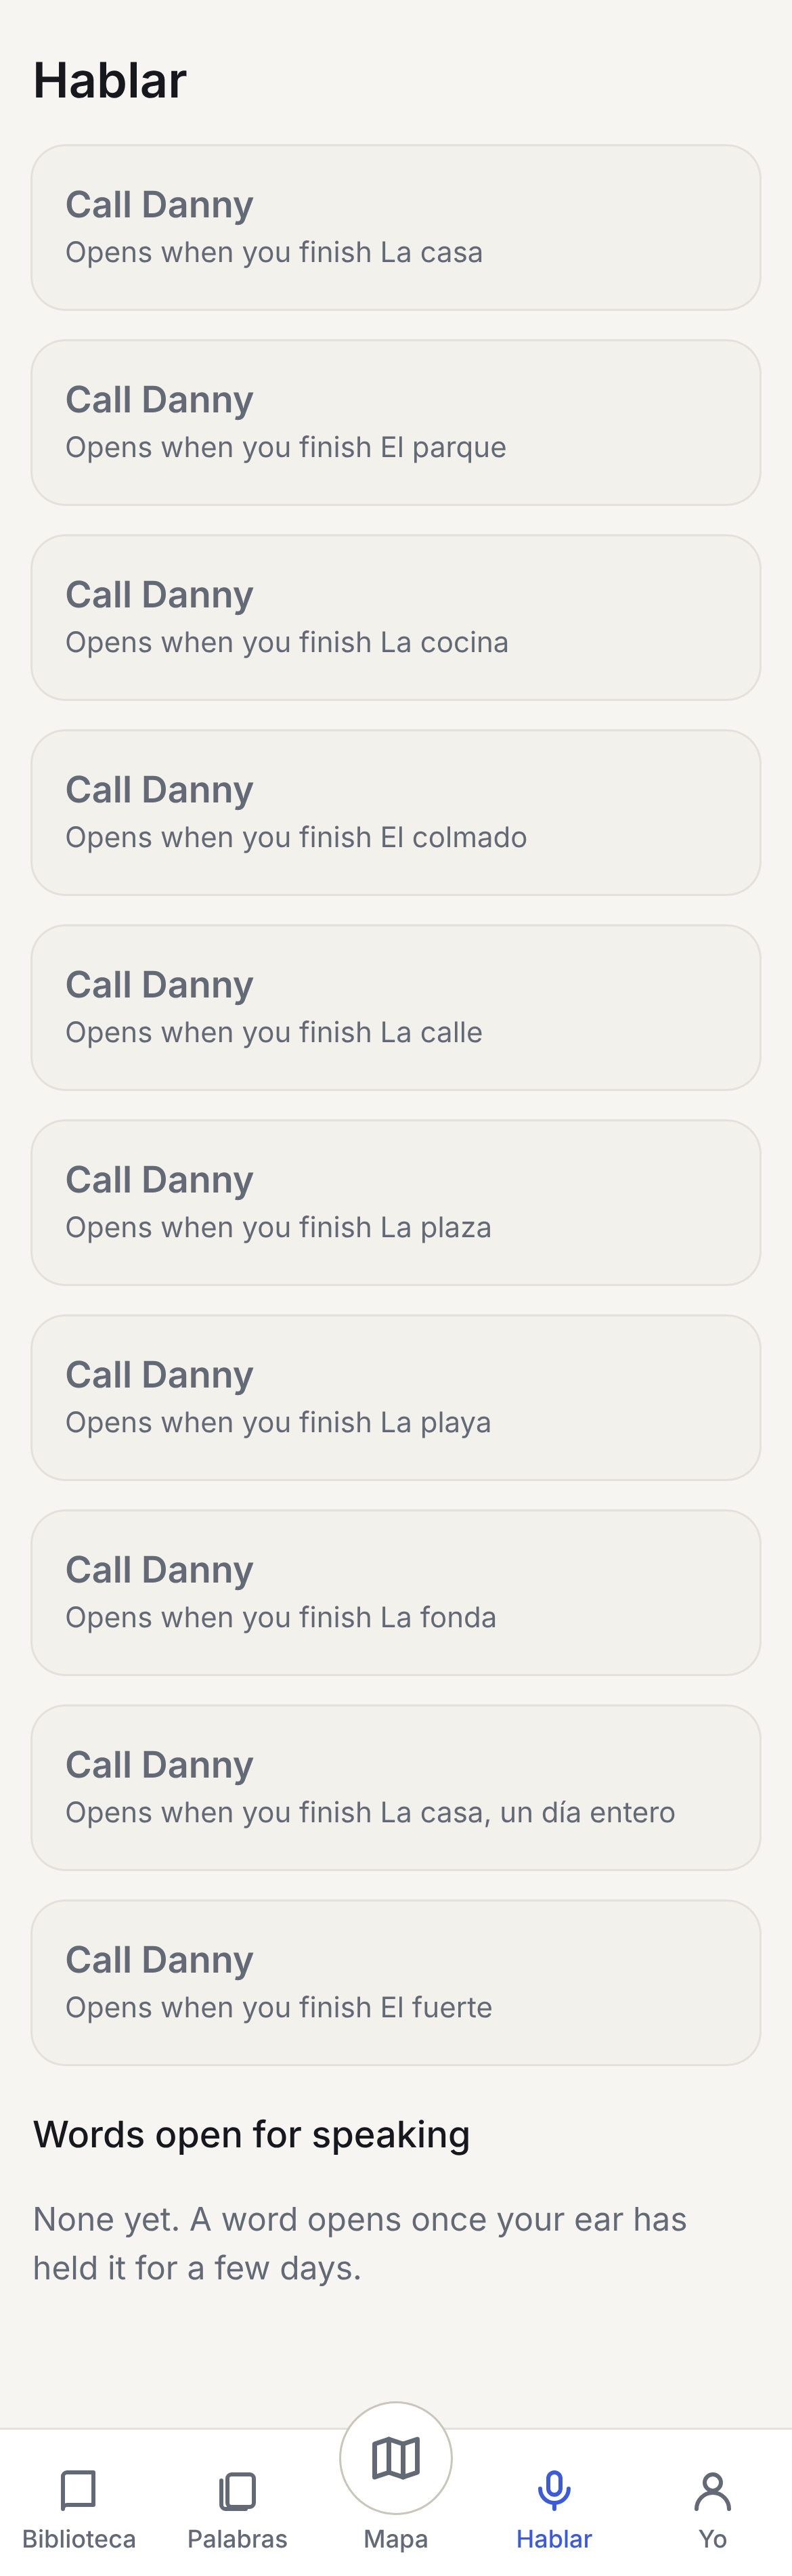 Hablar
Call Danny
Opens when you finish La casa
Call Danny
Opens when you finish El parque
Call Danny
Opens when you finish La cocina
Call Danny
Opens when you finish El colmado
Call Danny
Opens when you finish La calle
Call Danny
Opens when you finish La plaza
Call Danny
Opens when you finish La playa
Call Danny
Opens when you finish La fonda
Call Danny
Opens when you finish La casa, un día entero
Call Danny
Opens when you finish El fuerte
Words open for speaking
None yet. A word opens once your ear has
held it for a few days.
Biblioteca
Palabras
Mapa
Hablar
Yo